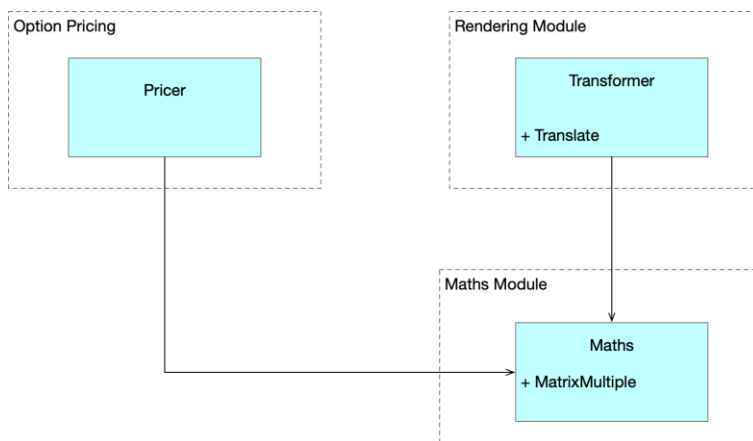 Option Pricing
Pricer
Rendering Module
Transformer
+ Translate
Maths Module
Maths
+ MatrixMultiple